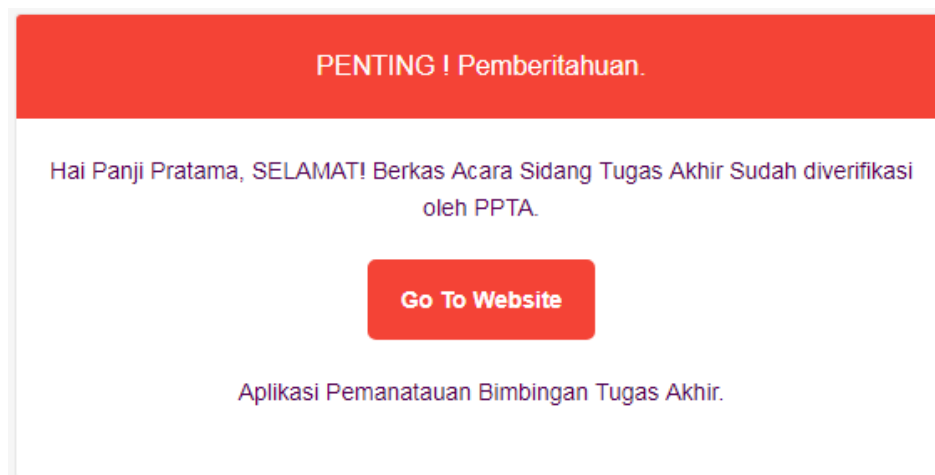 PENTING ! Pemberitahuan.
Hai Panji Pratama, SELAMAT! Berkas Acara Sidang Tugas Akhir Sudah diverifikasi
oleh PPTA.
Go To Website
Aplikasi Pemanatauan Bimbingan Tugas Akhir.